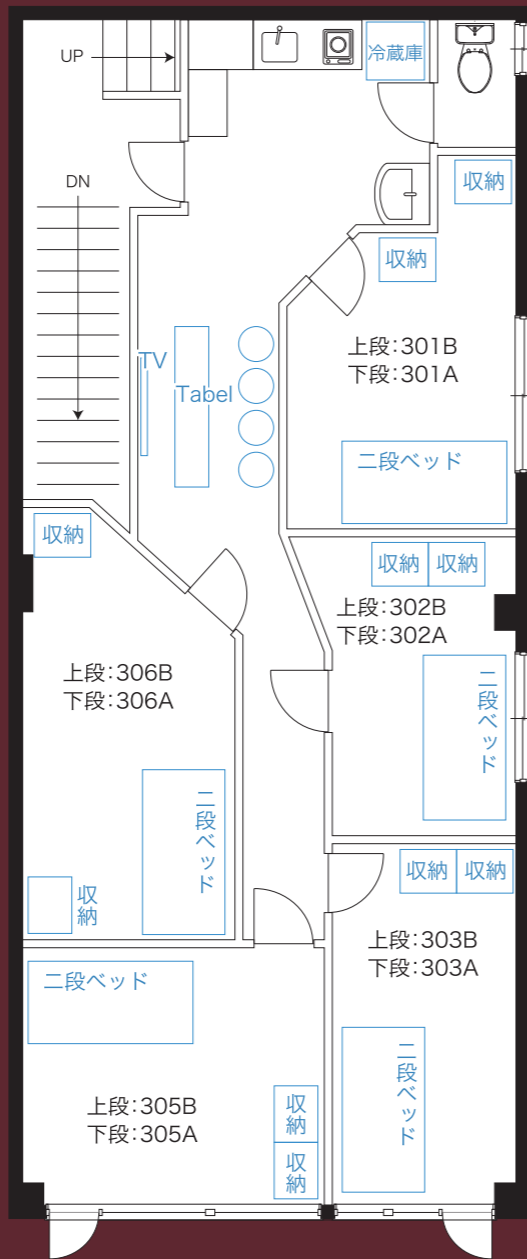 UP
冷蔵庫
DN
収納
収納
上段:301B
下段:301A
TV
Tabel
二段ベッド
収納
収納 収納
上段:302B
下段:302A
二段ベッド
上段:306B
下段:306A
二段ベッド
収納
収納 収納
上段:303B
下段:303A
二段ベッド
二段ベッド
上段:305B
下段:305A
収納
収納